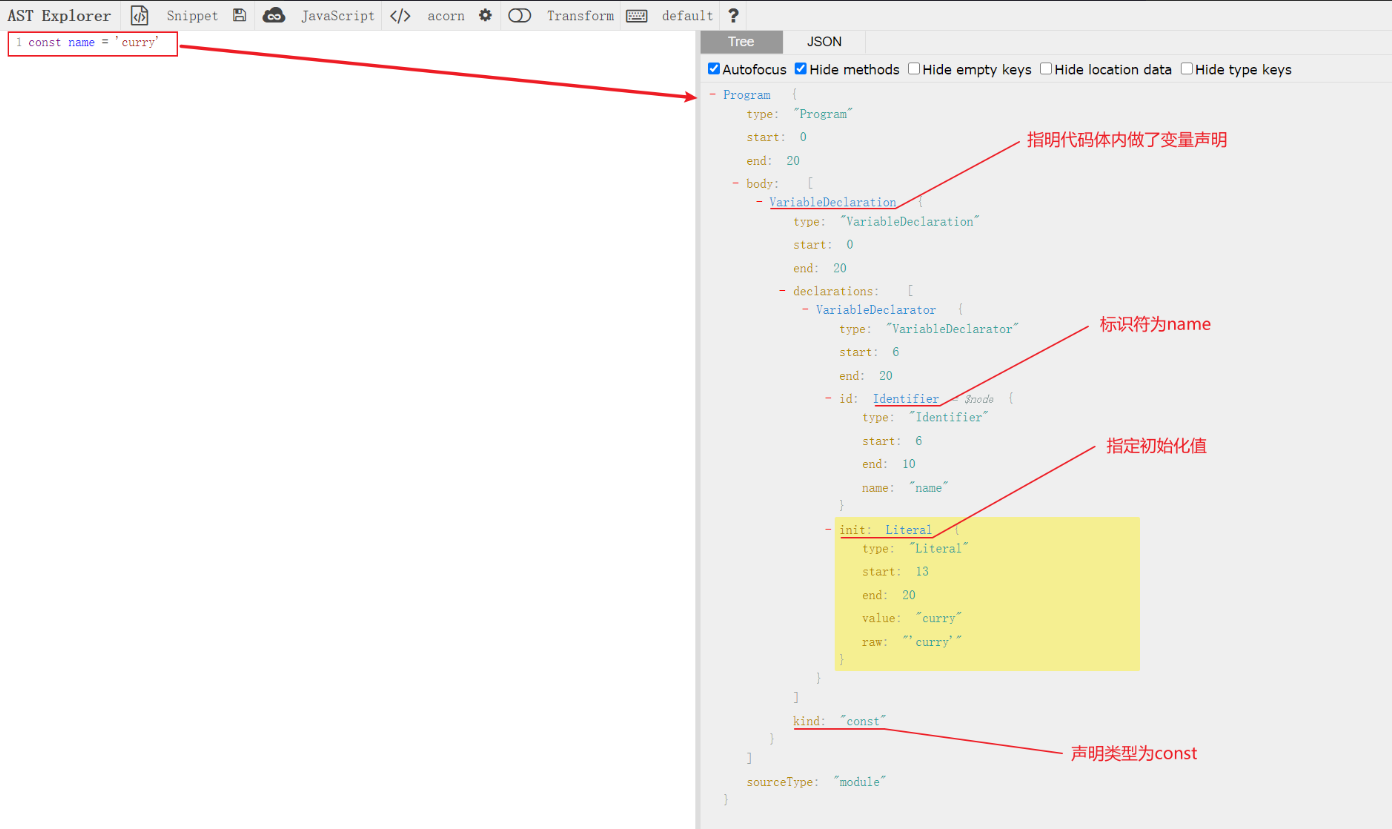 AST Explorer Snippet JavaScript </> acorn Transform default ?
1 const name = 'curry'
Tree JSON
Autofocus Hide methods Hide empty keys Hide location data Hide type keys
- Program {
type: "Program"
指明代码体内做了变量声明
start: 0
end: 20
- body: [
- VariableDeclaration {
type: "VariableDeclaration"
start: 0
end: 20
- declarations: [
- VariableDeclarator {
标识符为name
type: "VariableDeclarator"
start: 6
end: 20
- id: Identifier = $node {
type: "Identifier"
start: 6
指定初始化值
end: 10
name: "name"
}
- init: Literal {
type: "Literal"
start: 13
end: 20
value: "curry"
raw: "'curry'"
}
}
]
kind: "const"
}
声明类型为const
]
sourceType: "module"
}